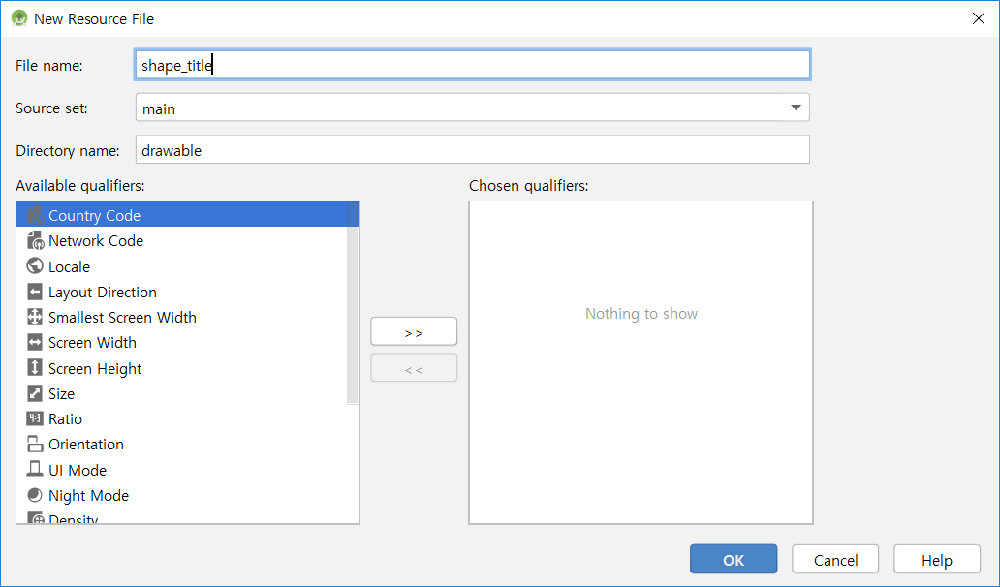 New Resource File
File name:
shape_title
Source set:
main
Directory name:
drawable
Available qualifiers:
Chosen qualifiers:
Country Code
Network Code
Locale
Layout Direction
Smallest Screen Width
Screen Width
Screen Height
Size
Ratio
Orientation
UI Mode
Night Mode
Density
>>
<<
Nothing to show
OK
Cancel
Help